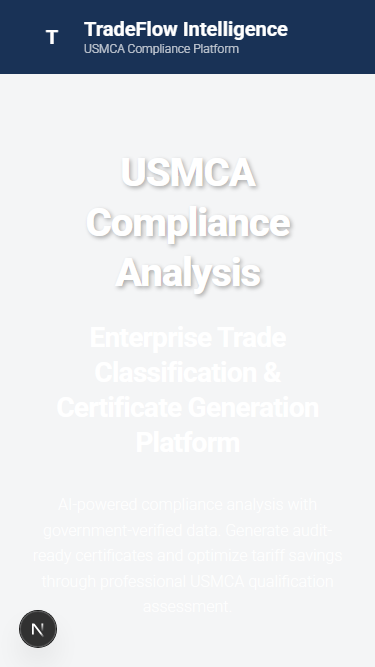 T
TradeFlow Intelligence
USMCA Compliance Platform
USMCA
Compliance
Analysis
Enterprise Trade
Classification &
Certificate Generation
Platform
AI-powered compliance analysis with
government-verified data. Generate audit-
ready certificates and optimize tariff savings
through professional USMCA qualification
assessment.
N